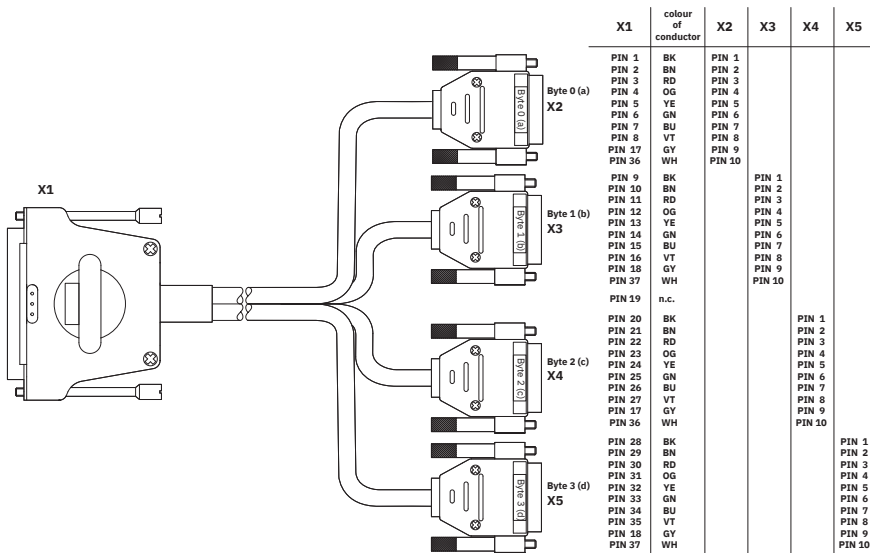 X1
Byte 0 (a)
Byte 0 (a)
X2
Byte 1 (b)
Byte 1 (b)
X3
Byte 2 (c)
Byte 2 (c)
X4
Byte 3 (d)
Byte 3 (d)
X5
X1 colour of conductor X2 X3 X4 X5
PIN 1 BK PIN 1
PIN 2 BN PIN 2
PIN 3 RD PIN 3
PIN 4 OG PIN 4
PIN 5 YE PIN 5
PIN 6 GN PIN 6
PIN 7 BU PIN 7
PIN 8 VT PIN 8
PIN 17 GY PIN 9
PIN 36 WH PIN 10
PIN 9 BK PIN 1
PIN 10 BN PIN 2
PIN 11 RD PIN 3
PIN 12 OG PIN 4
PIN 13 YE PIN 5
PIN 14 GN PIN 6
PIN 15 BU PIN 7
PIN 16 VT PIN 8
PIN 18 GY PIN 9
PIN 37 WH PIN 10
PIN 19 n.c.
PIN 20 BK PIN 1
PIN 21 BN PIN 2
PIN 22 RD PIN 3
PIN 23 OG PIN 4
PIN 24 YE PIN 5
PIN 25 GN PIN 6
PIN 26 BU PIN 7
PIN 27 VT PIN 8
PIN 17 GY PIN 9
PIN 36 WH PIN 10
PIN 28 BK PIN 1
PIN 29 BN PIN 2
PIN 30 RD PIN 3
PIN 31 OG PIN 4
PIN 32 YE PIN 5
PIN 33 GN PIN 6
PIN 34 BU PIN 7
PIN 35 VT PIN 8
PIN 18 GY PIN 9
PIN 37 WH PIN 10